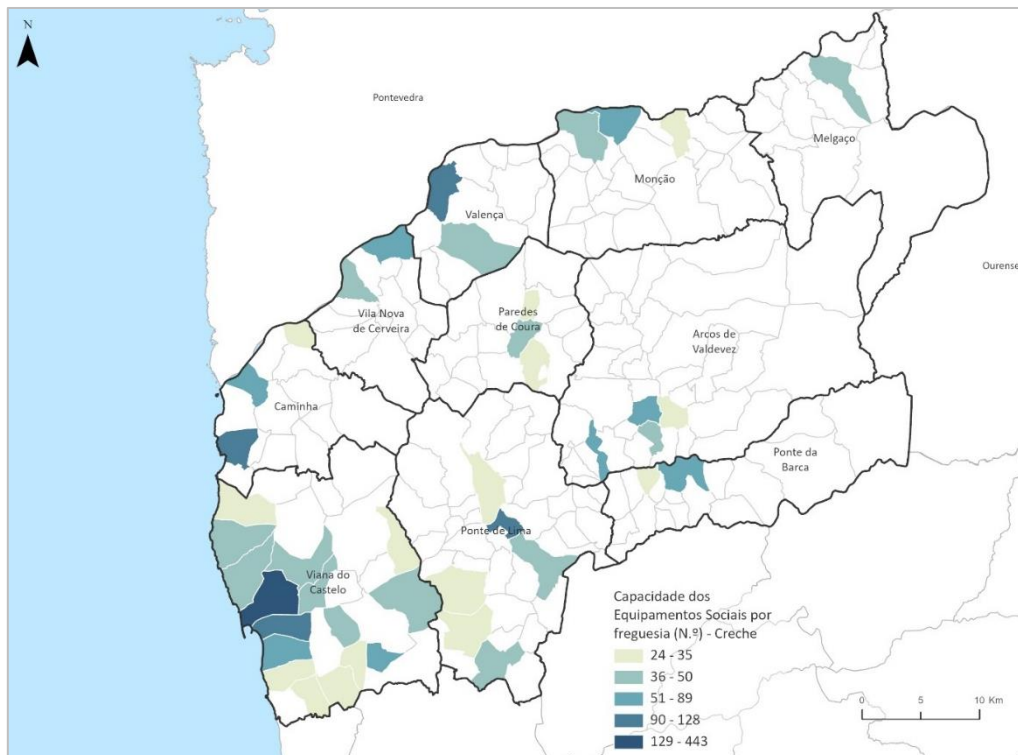 N
Pontevedra
Melgaço
Monção
Valença
Ourense
Vila Nova
de Cerveira
Paredes
de Coura
Arcos de
Valdevez
Caminha
Ponte da
Barca
Ponte de Lima
Viana do
Castelo
Capacidade dos
Equipamentos Sociais por
freguesia (N.º) - Creche
24 - 35
36 - 50
51 - 89
90 - 128
129 - 443
0 5 10 Km